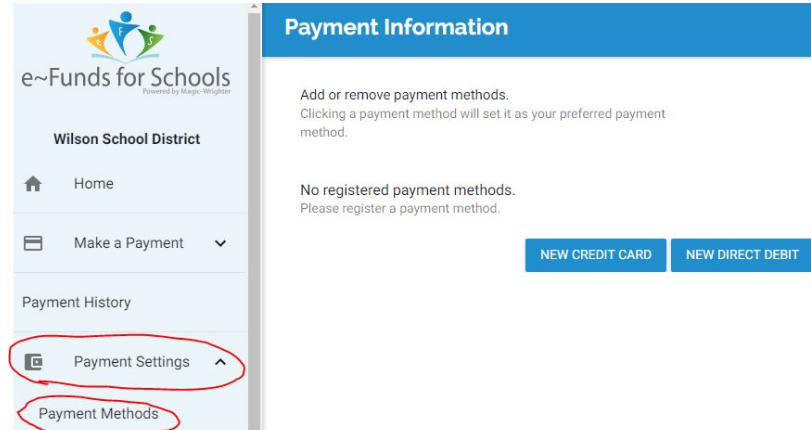 e F S
e~Funds for Schools
Powered by Magic-Wrighter
Wilson School District
Home
Make a Payment
Payment History
Payment Settings
Payment Methods
Payment Information
Add or remove payment methods.
Clicking a payment method will set it as your preferred payment
method.
No registered payment methods.
Please register a payment method.
NEW CREDIT CARD
NEW DIRECT DEBIT